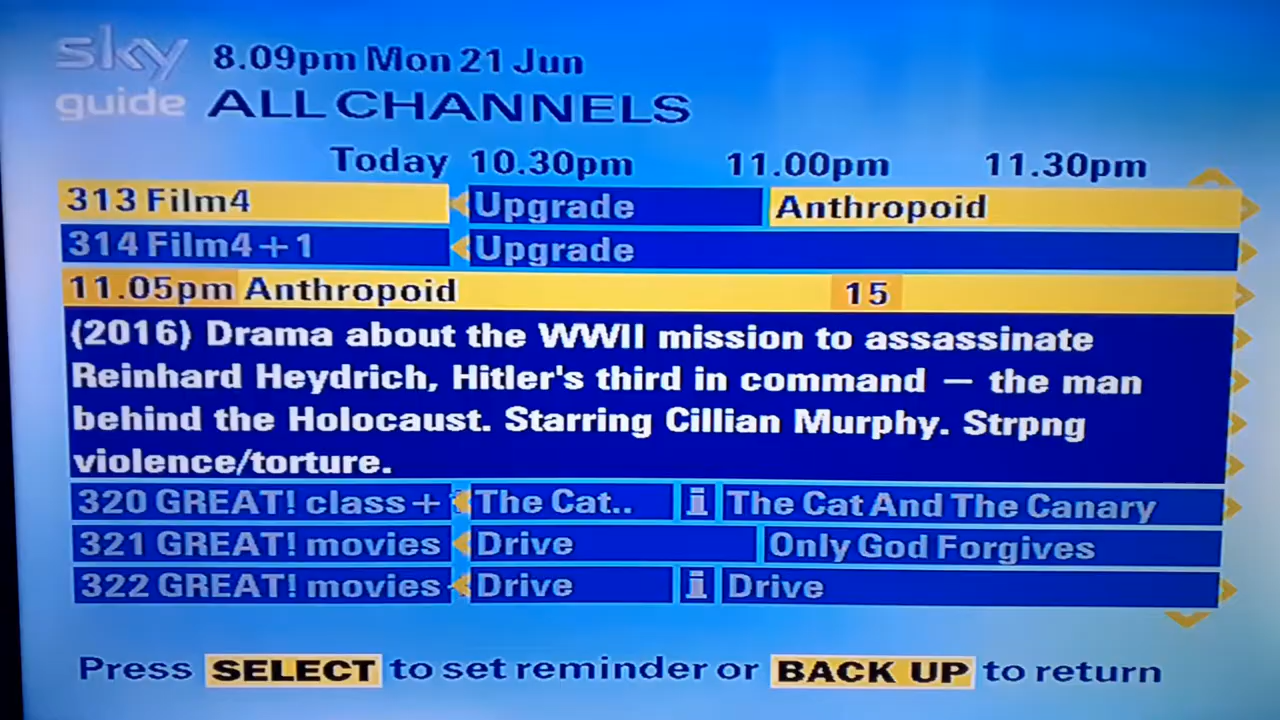 sky 8.09pm Mon 21 Jun
guide ALL CHANNELS
Today 10.30pm 11.00pm 11.30pm
313 Film4 Upgrade Anthropoid
314 Film4+1 Upgrade
11.05pm Anthropoid 15
(2016) Drama about the WWII mission to assassinate
Reinhard Heydrich, Hitler's third in command — the man
behind the Holocaust. Starring Cillian Murphy. Strpng
violence/torture.
320 GREAT! class+ The Cat.. i The Cat And The Canary
321 GREAT! movies Drive Only God Forgives
322 GREAT! movies Drive i Drive
Press SELECT to set reminder or BACK UP to return